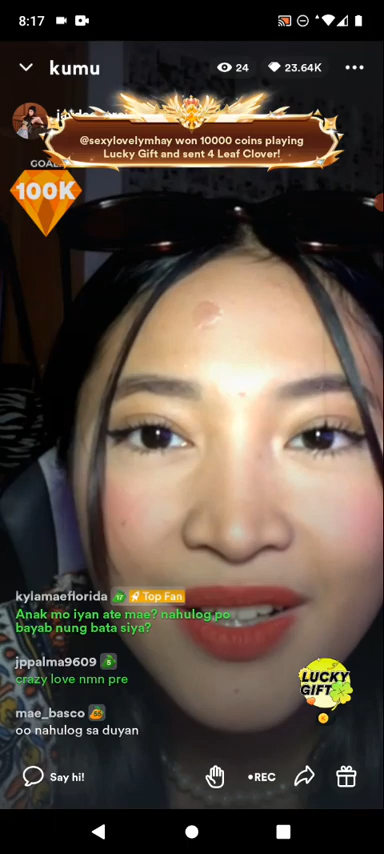 8:17
kumu
24
23.64K
@sexylovelymhay won 10000 coins playing
Lucky Gift and sent 4 Leaf Clover!
GOAL
100K
kylamaeflorida 17 Top Fan
Anak mo iyan ate mae? nahulog po
bayab nung bata siya?
jppalma9609 5
crazy love nmn pre
mae_basco
oo nahulog sa duyan
LUCKY
GIFT
Say hi!
•REC